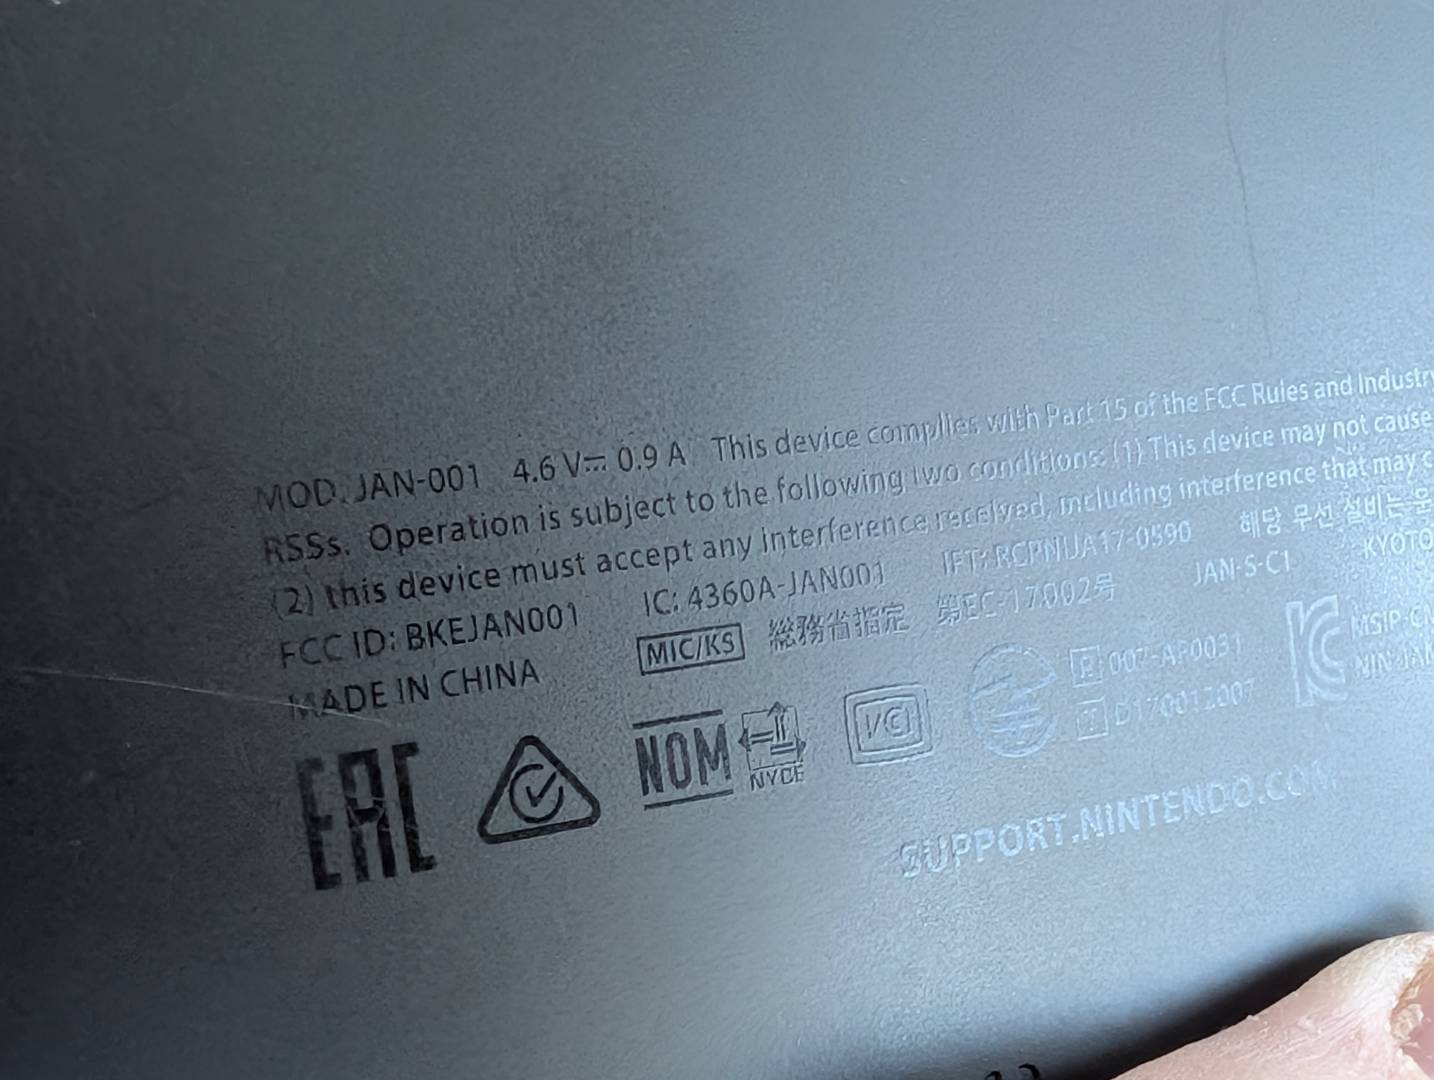 MOD. JAN-001 4.6 V⎓ 0.9 A This device complies with Part 15 of the FCC Rules and Industry
RSSs. Operation is subject to the following two conditions: (1) This device may not cause
(2) this device must accept any interference received, including interference that may
FCC ID: BKEJAN001 IC: 4360A-JAN001 IFT: RCPNIJA17-0590 해당 무선 설비는
MADE IN CHINA MIC/KS 総務省指定 第EC-17002号 JAN-S-C1 KYOTO
EAC NOM NYCE VCI R 007-AF0031 MSIP
T D170012007
SUPPORT.NINTENDO.COM